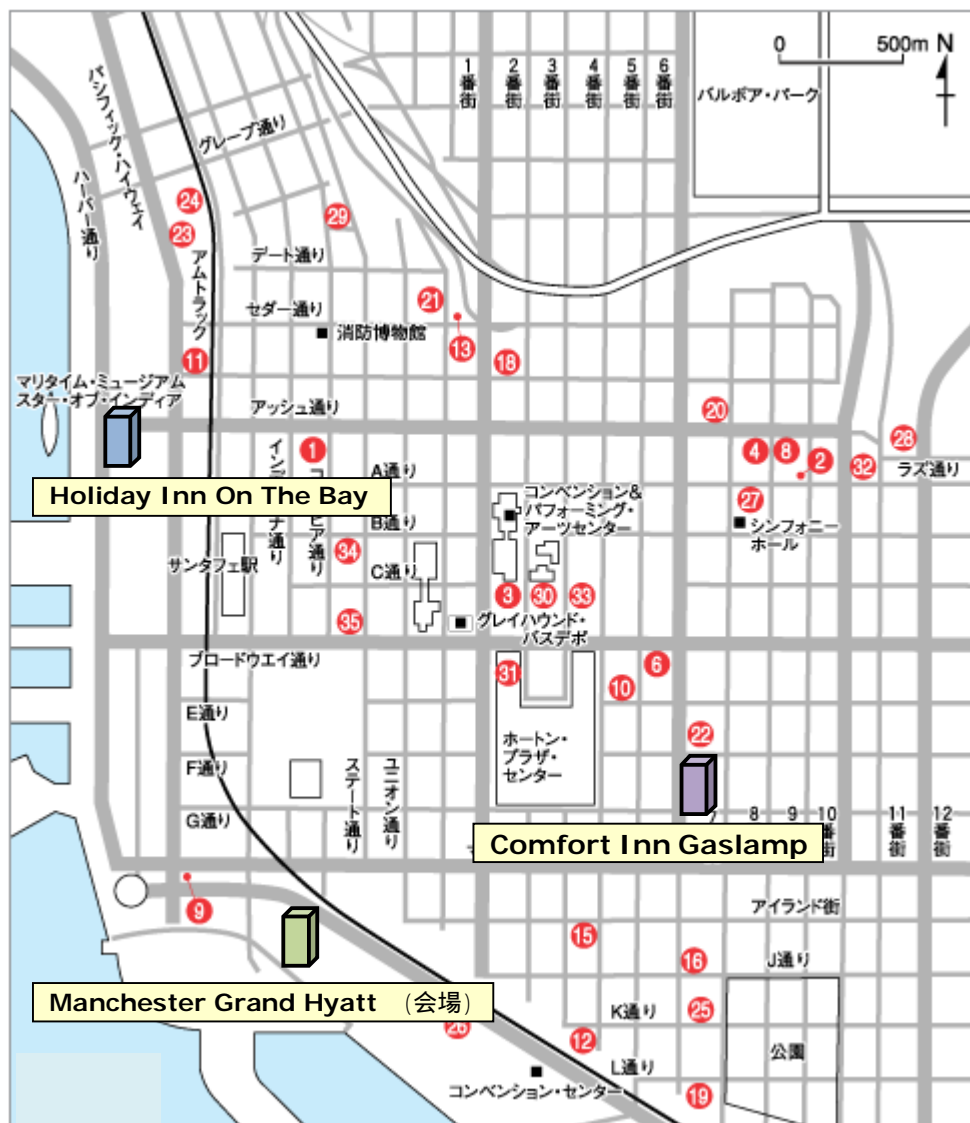 0 500m N
1番街
2番街
3番街
4番街
5番街
6番街
バルボア・パーク
パシフィック・ハイウェイ
グレープ通り
ハーバー通り
24
29
23
アムトラック
デート通り
21
セダー通り
消防博物館
13
18
11
マリタイム・ミュージアム
スター・オブ・インディア
アッシュ通り
20
28
1
4
8
2
32
ラズ通り
A通り
Holiday Inn On The Bay
コンベンション&
パフォーミング・
アーツセンター
27
シンフォニー
ホール
B通り
34
サンタフェ駅
C通り
3
30
33
35
グレイハウンド・
バスデポ
ブロードウエイ通り
31
6
10
E通り
22
ホートン・
プラザ・
センター
F通り
ステート通り
ユニオン通り
G通り
8
9
10番街
11番街
12番街
Comfort Inn Gaslamp
9
アイランド街
15
16
J通り
Manchester Grand Hyatt (会場)
K通り
25
26
12
公園
L通り
コンベンション・センター
19